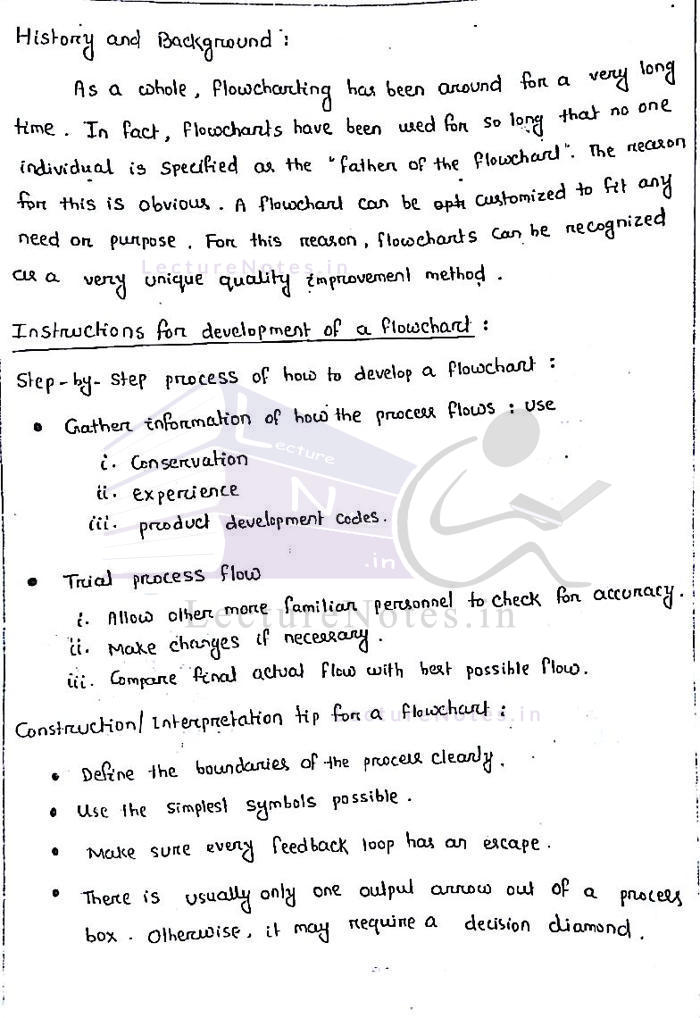 History and Background :
As a whole, flowcharting has been around for a very long
time. In fact, flowcharts have been used for so long that no one
individual is specified as the "father of the flowchart". The reason
for this is obvious. A flowchart can be customized to fit any
need or purpose. For this reason, flowcharts can be recognized
as a very unique quality improvement method.
LectureNotes.in
Instructions for development of a flowchart :
Step-by-step process of how to develop a flowchart :
• Gather information of how the process flows : use
i. Conservation
ii. experience
iii. product development codes.
Lecture
N
.in
• Trial process flow
i. Allow other more familiar personnel to check for accuracy.
LectureNotes.in
ii. Make changes if necessary.
iii. Compare final actual flow with best possible flow.
Construction/Interpretation tip for a flowchart :
LectureNotes.in
• Define the boundaries of the process clearly.
• Use the simplest symbols possible.
• Make sure every feedback loop has an escape.
• There is usually only one output arrow out of a process
box. Otherwise, it may require a decision diamond.